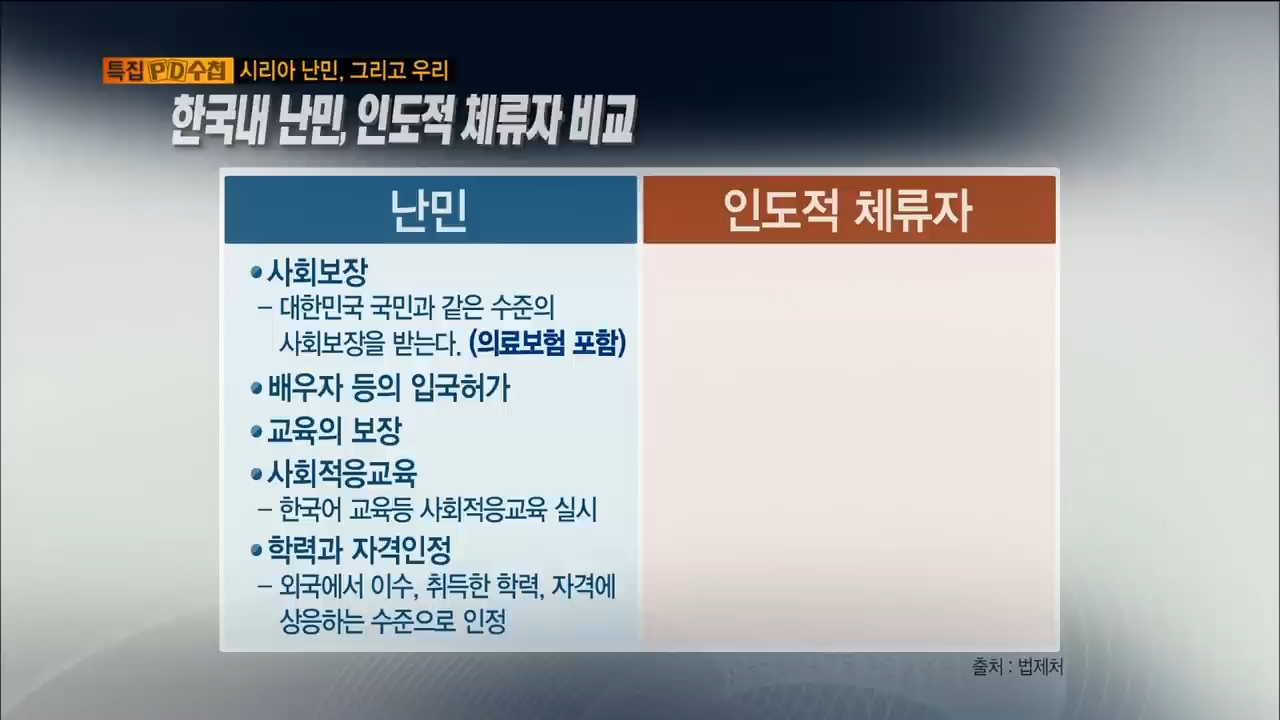 특집 PD수첩 시리아 난민, 그리고 우리
한국내 난민, 인도적 체류자 비교
난민
인도적 체류자
• 사회보장
– 대한민국 국민과 같은 수준의
사회보장을 받는다. (의료보험 포함)
• 배우자 등의 입국허가
• 교육의 보장
• 사회적응교육
– 한국어 교육등 사회적응교육 실시
• 학력과 자격인정
– 외국에서 이수, 취득한 학력, 자격에
상응하는 수준으로 인정
출처 : 법제처